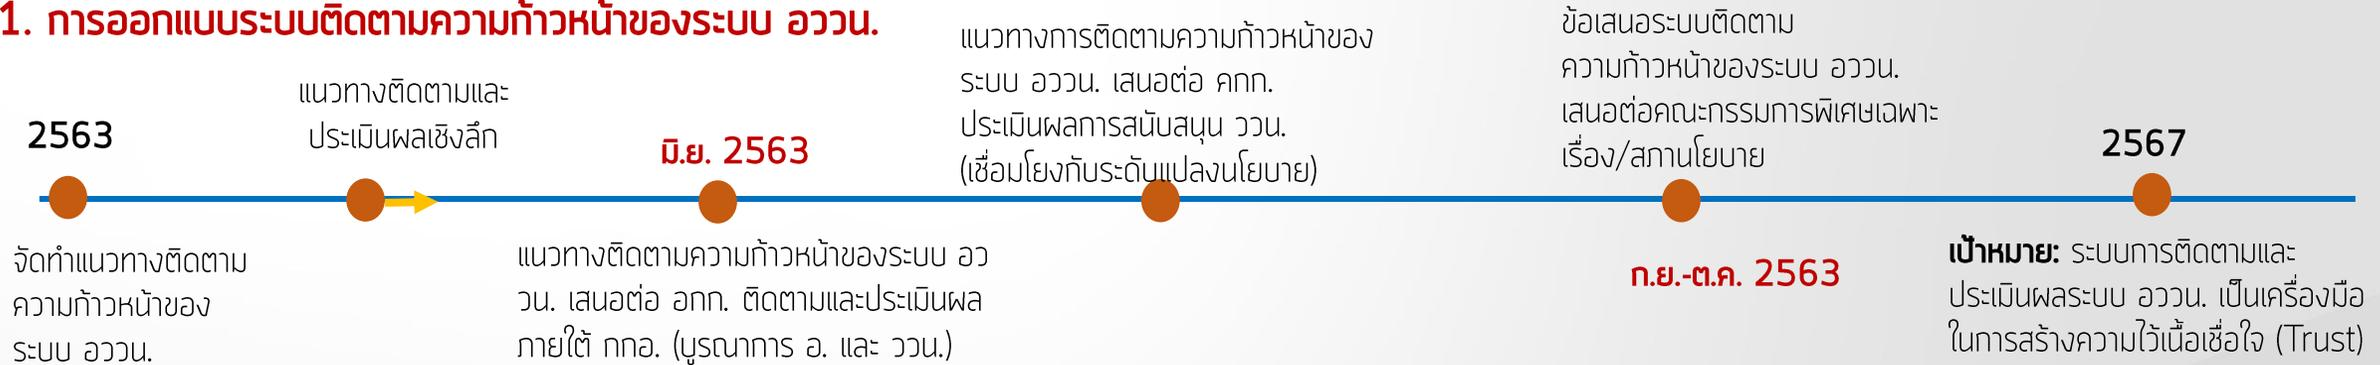 1. การออกแบบระบบติดตามความก้าวหน้าของระบบ อววน.
2563
จัดทำแนวทางติดตาม
ความก้าวหน้าของ
ระบบ อววน.
แนวทางติดตามและ
ประเมินผลเชิงลึก
มิ.ย. 2563
แนวทางติดตามความก้าวหน้าของระบบ อว
วน. เสนอต่อ อกก. ติดตามและประเมินผล
ภายใต้ กกอ. (บูรณาการ อ. และ ววน.)
แนวทางการติดตามความก้าวหน้าของ
ระบบ อววน. เสนอต่อ คกก.
ประเมินผลการสนับสนุน ววน.
(เชื่อมโยงกับระดับแปลงนโยบาย)
ข้อเสนอระบบติดตาม
ความก้าวหน้าของระบบ อววน.
เสนอต่อคณะกรรมการพิเศษเฉพาะ
เรื่อง/สภานโยบาย
ก.ย.-ต.ค. 2563
2567
เป้าหมาย: ระบบการติดตามและ
ประเมินผลระบบ อววน. เป็นเครื่องมือ
ในการสร้างความไว้เนื้อเชื่อใจ (Trust)